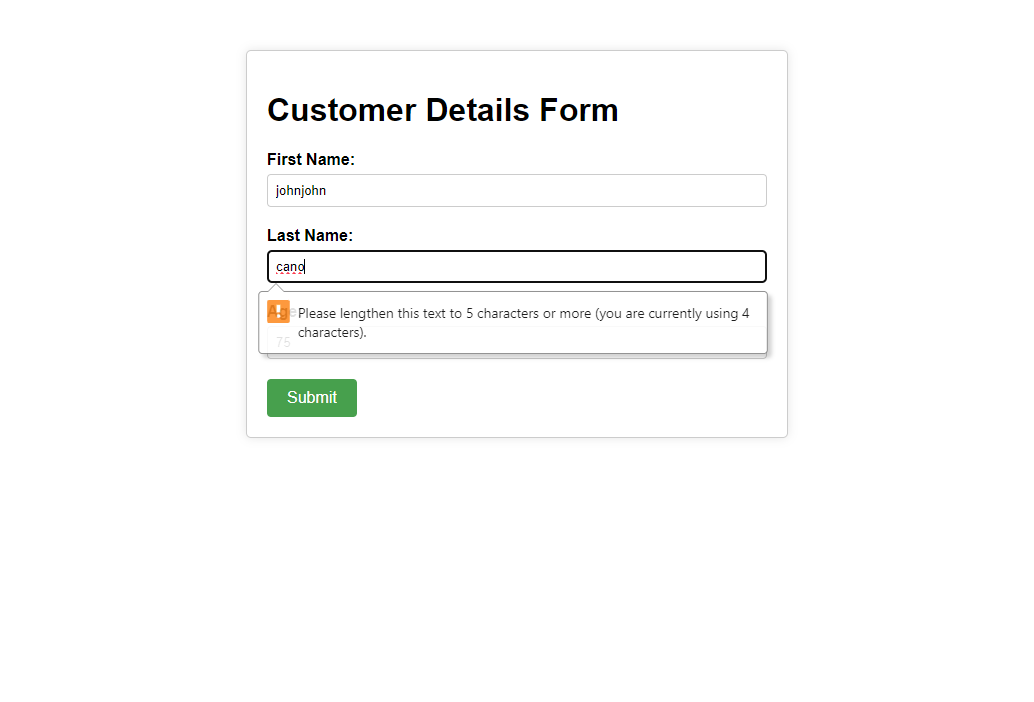 Customer Details Form
First Name:
johnjohn
Last Name:
cano
Age
Please lengthen this text to 5 characters or more (you are currently using 4
characters).
75
Submit